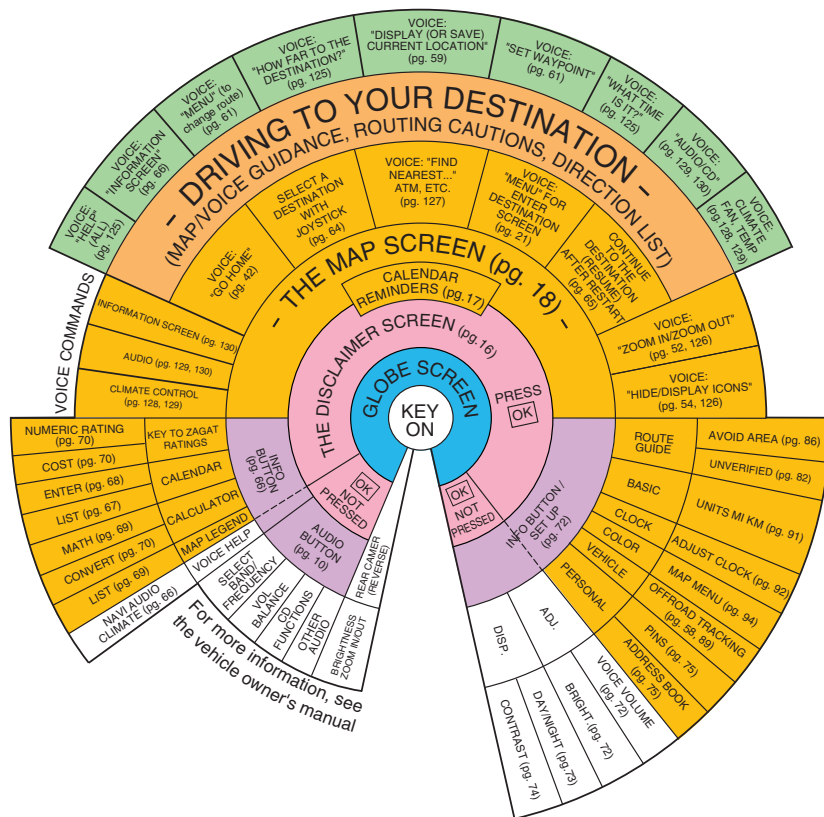 VOICE:
"HELP"
(ALL)
(pg. 125)
VOICE:
"INFORMATION
SCREEN"
(pg. 66)
VOICE:
"MENU" (to
change route)
(pg. 61)
VOICE:
"HOW FAR TO THE
DESTINATION?"
(pg. 125)
VOICE:
"DISPLAY (OR SAVE)
CURRENT LOCATION"
(pg. 59)
VOICE:
"SET WAYPOINT"
(pg. 61)
VOICE:
"WHAT TIME
IS IT?"
(pg. 125)
VOICE:
"AUDIO/CD"
(pg. 129, 130)
VOICE:
CLIMATE
FAN, TEMP
(pg.128, 129)
- DRIVING TO YOUR DESTINATION -
(MAP/VOICE GUIDANCE, ROUTING CAUTIONS, DIRECTION LIST)
VOICE:
"GO HOME"
(pg. 42)
SELECT A
DESTINATION
WITH
JOYSTICK
(pg. 64)
VOICE: "FIND
NEAREST..."
ATM, ETC.
(pg. 127)
VOICE:
"MENU" FOR
ENTER
DESTINATION
SCREEN
(pg. 21)
CONTINUE
TO THE
DESTINATION
(RESUME)
AFTER RESTART
(pg. 65)
- THE MAP SCREEN (pg. 18) -
CALENDAR
REMINDERS (pg.17)
VOICE COMMANDS
INFORMATION SCREEN (pg. 130)
AUDIO (pg. 129, 130)
CLIMATE CONTROL
(pg. 128, 129)
VOICE:
"ZOOM IN/ZOOM OUT"
(pg. 52, 126)
VOICE:
"HIDE/DISPLAY ICONS"
(pg. 54, 126)
THE DISCLAIMER SCREEN (pg.16)
PRESS
OK
GLOBE SCREEN
KEY
ON
OK
NOT
PRESSED
OK
NOT
PRESSED
INFO
BUTTON
(pg. 66)
AUDIO
BUTTON
(pg. 10)
INFO BUTTON /
SET UP
(pg. 72)
NUMERIC RATING
(pg. 70)
COST (pg. 70)
KEY TO ZAGAT
RATINGS
ENTER (pg. 68)
LIST (pg. 67)
CALENDAR
MATH (pg. 69)
CONVERT (pg. 70)
CALCULATOR
LIST (pg. 69)
MAP LEGEND
NAVI AUDIO
CLIMATE (pg. 66)
VOICE HELP
SELECT
BAND/
FREQUENCY
VOL
BALANCE
CD
FUNCTIONS
OTHER
AUDIO
BRIGHTNESS
ZOOM IN/OUT
REAR CAMER
(REVERSE)
For more information, see
the vehicle owner's manual
ROUTE
GUIDE
AVOID AREA (pg. 86)
UNVERIFIED (pg. 82)
BASIC
UNITS MI KM (pg. 91)
CLOCK
ADJUST CLOCK (pg. 92)
COLOR
MAP MENU (pg. 94)
VEHICLE
OFFROAD TRACKING
(pg. 58, 89)
PERSONAL
PINS (pg. 75)
ADDRESS BOOK
(pg. 75)
ADJ.
VOICE VOLUME
(pg. 72)
BRIGHT (pg. 72)
DISP.
DAY/NIGHT (pg.73)
CONTRAST (pg. 74)